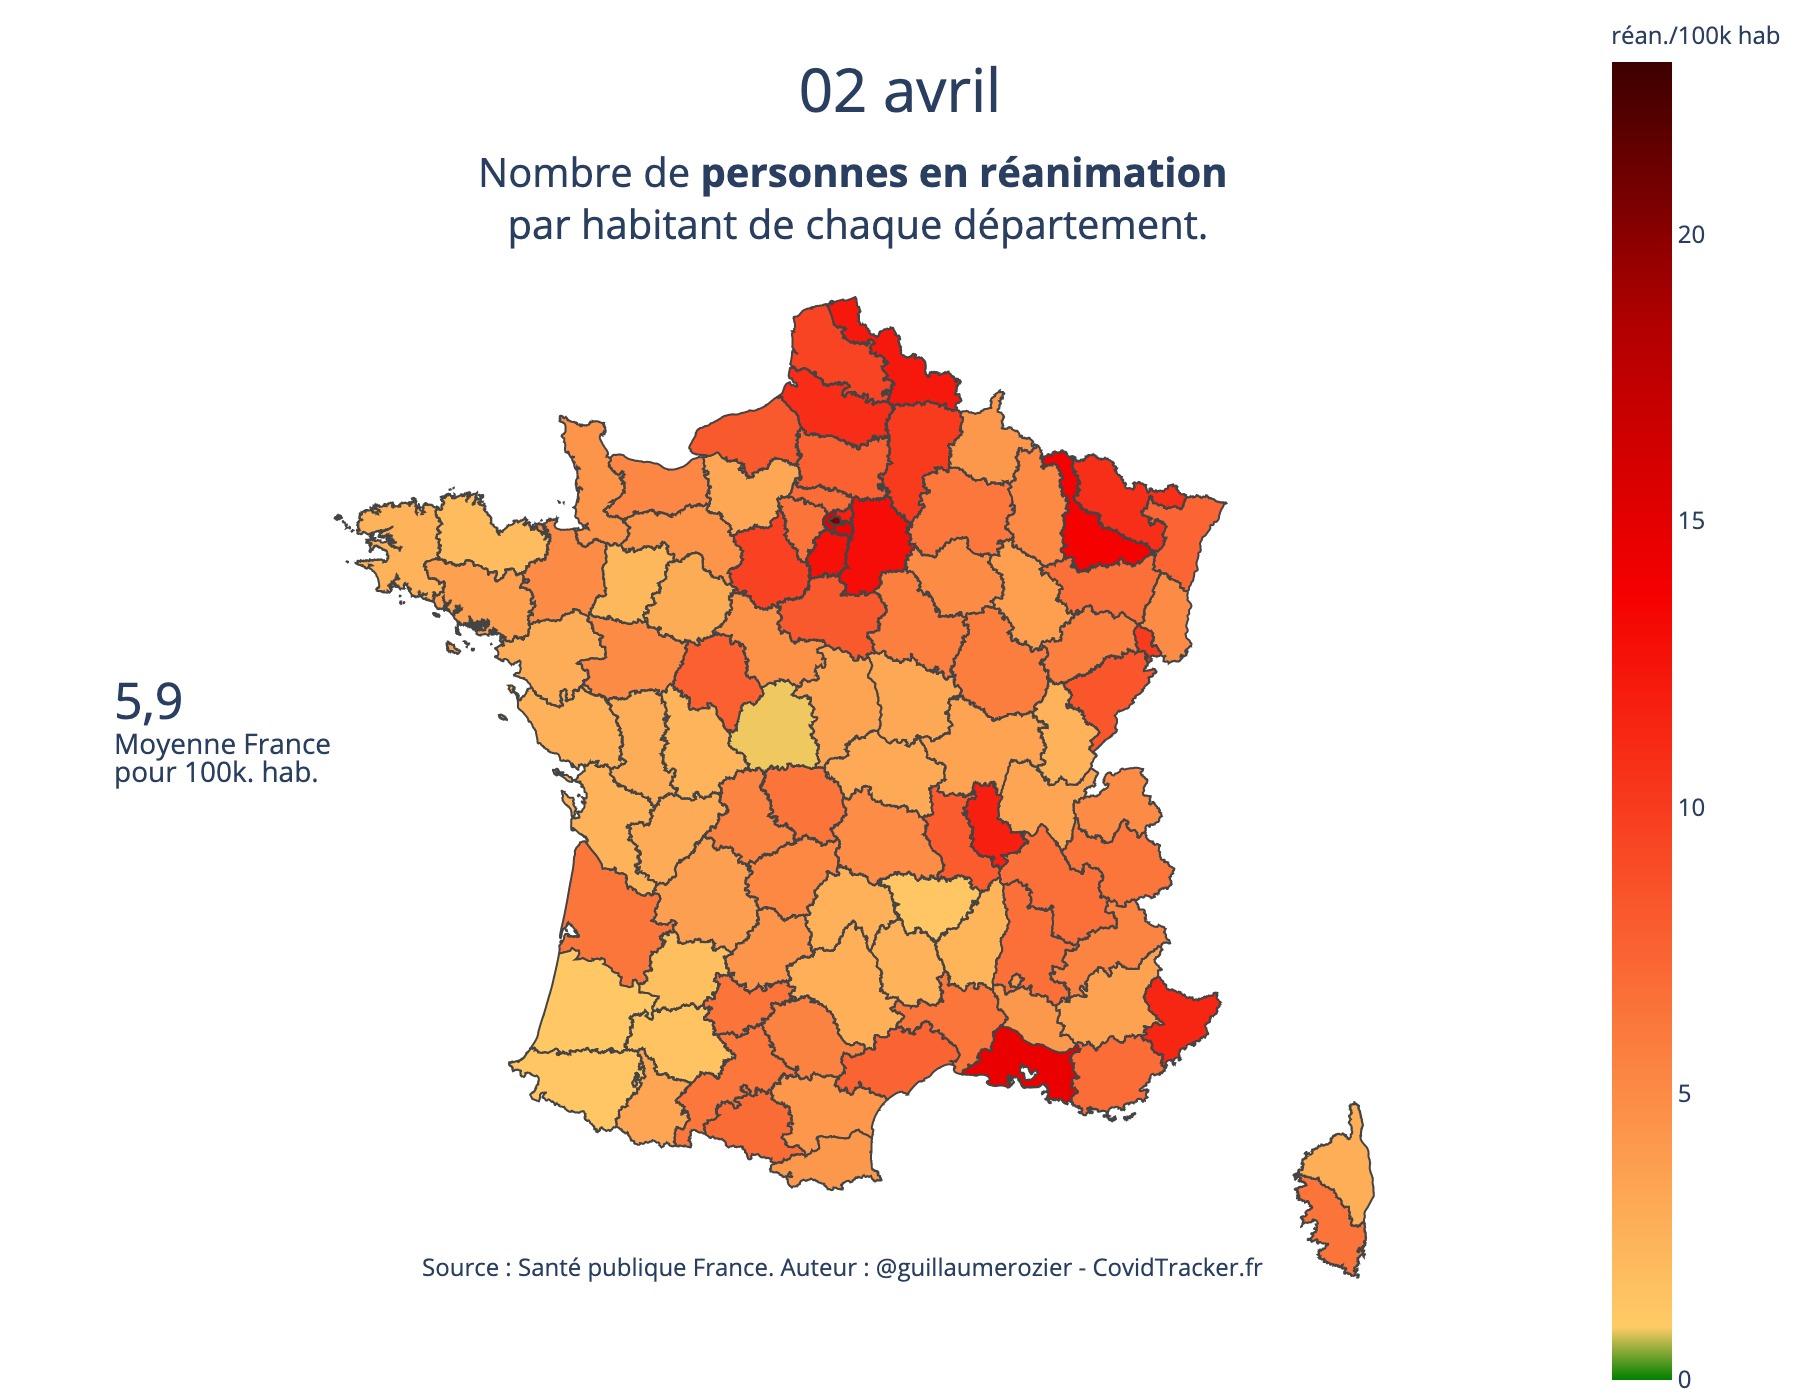 réan./100k hab
02 avril
Nombre de personnes en réanimation
par habitant de chaque département.
20
15
5,9
Moyenne France
pour 100k. hab.
10
5
Source : Santé publique France. Auteur : @guillaumerozier - CovidTracker.fr
0